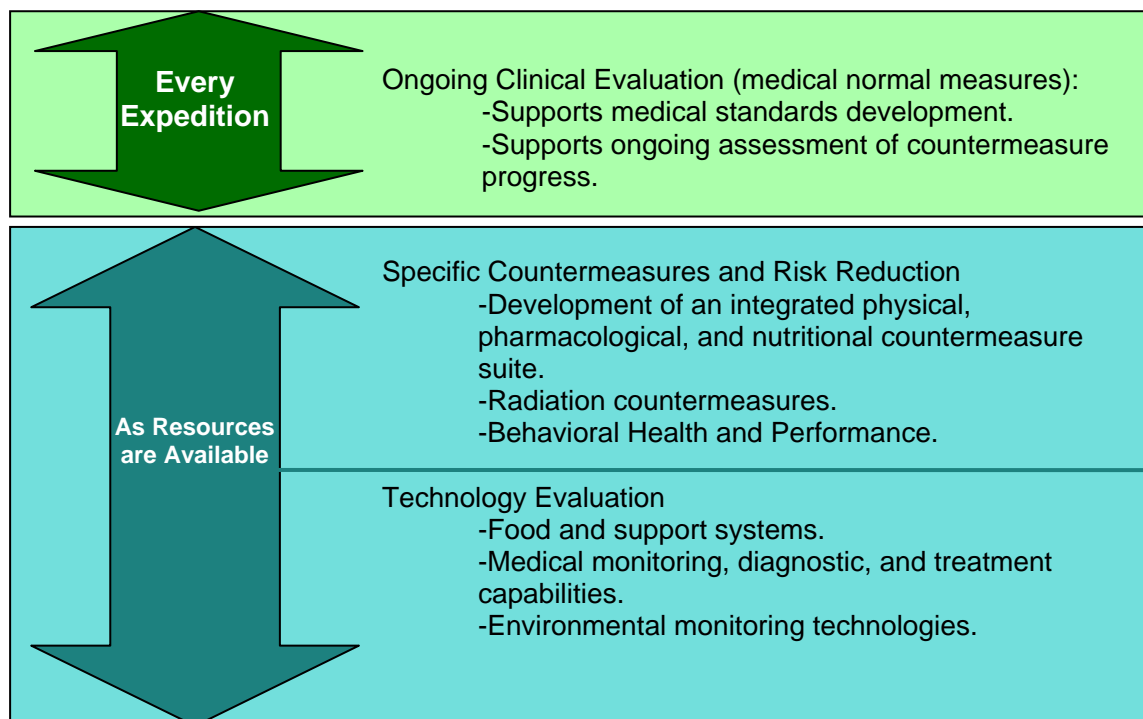 Every
Expedition
Ongoing Clinical Evaluation (medical normal measures):
-Supports medical standards development.
-Supports ongoing assessment of countermeasure
progress.
As Resources
are Available
Specific Countermeasures and Risk Reduction
-Development of an integrated physical,
pharmacological, and nutritional countermeasure
suite.
-Radiation countermeasures.
-Behavioral Health and Performance.
Technology Evaluation
-Food and support systems.
-Medical monitoring, diagnostic, and treatment
capabilities.
-Environmental monitoring technologies.